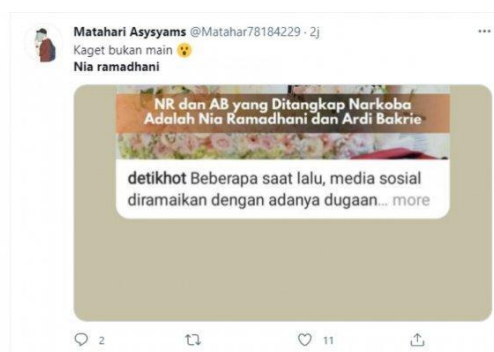 Matahari Asysyams @Matahar78184229 · 2j
Kaget bukan main 😯
Nia ramadhani
NR dan AB yang Ditangkap Narkoba
Adalah Nia Ramadhani dan Ardi Bakrie
detikhot Beberapa saat lalu, media sosial
diramaikan dengan adanya dugaan... more
2
11